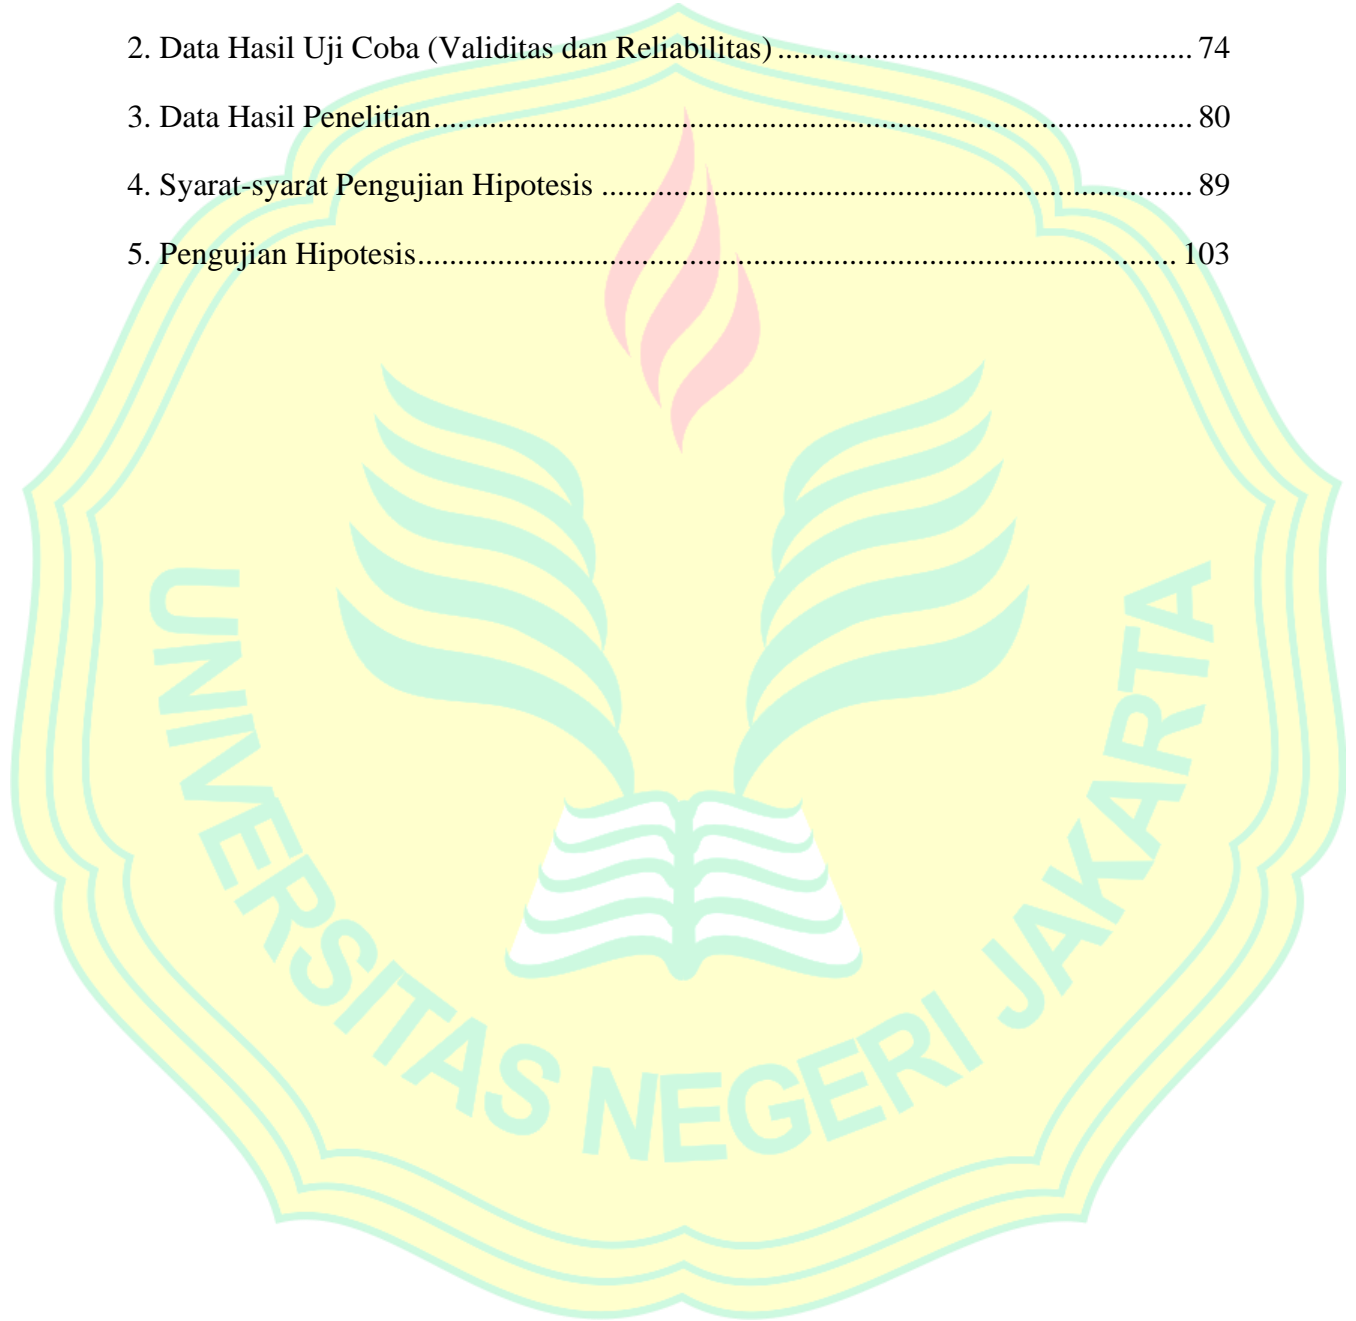 2. Data Hasil Uji Coba (Validitas dan Reliabilitas) .................................................... 74
3. Data Hasil Penelitian............................................................................................... 80
4. Syarat-syarat Pengujian Hipotesis .......................................................................... 89
5. Pengujian Hipotesis............................................................................................... 103
UNIVERSITAS NEGERI JAKARTA